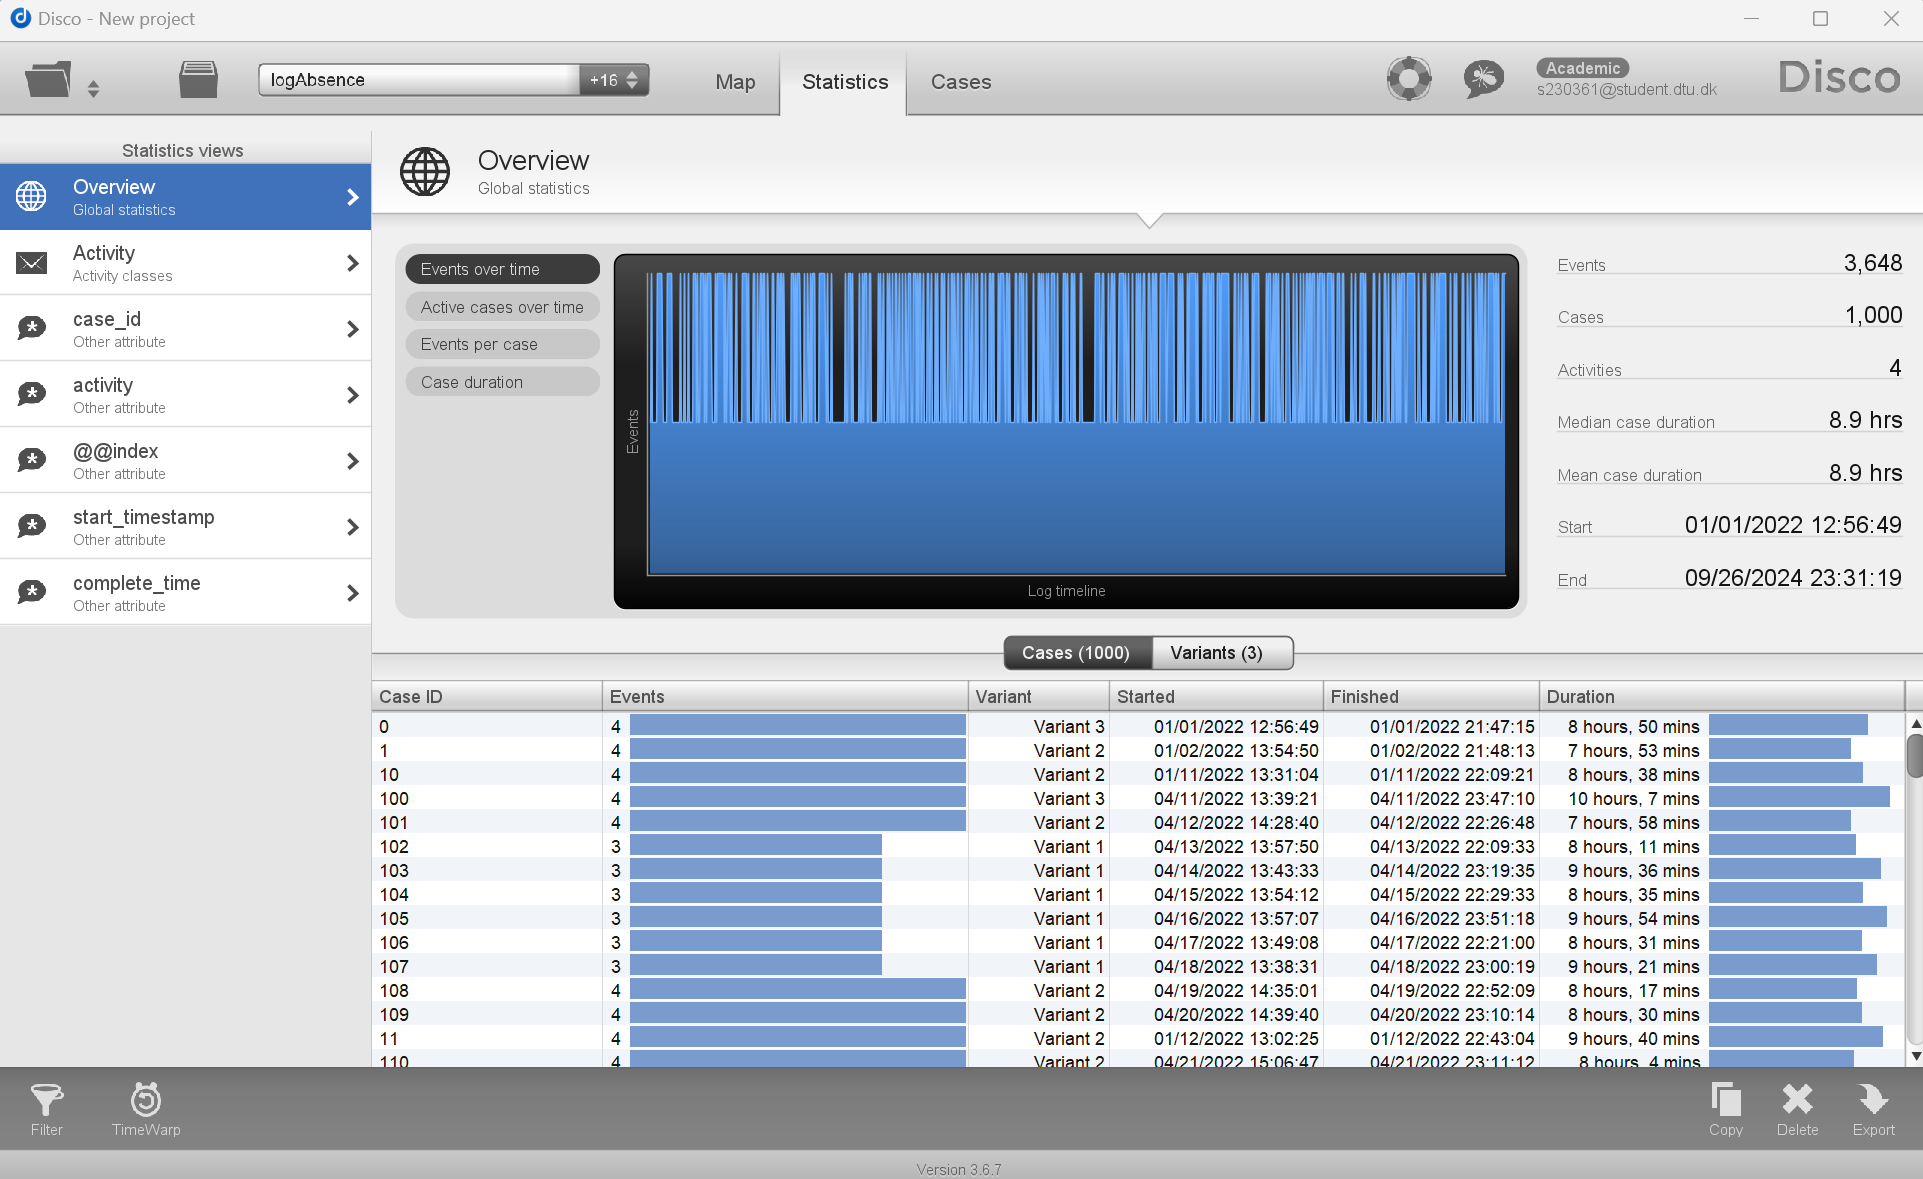 Disco - New project
logAbsence
+16
Map
Statistics
Cases
Academic
s230361@student.dtu.dk
Disco
Statistics views
Overview
Global statistics
Activity
Activity classes
case_id
Other attribute
activity
Other attribute
@@index
Other attribute
start_timestamp
Other attribute
complete_time
Other attribute
Overview
Global statistics
Events over time
Active cases over time
Events per case
Case duration
Events
Log timeline
Events 3,648
Cases 1,000
Activities 4
Median case duration 8.9 hrs
Mean case duration 8.9 hrs
Start 01/01/2022 12:56:49
End 09/26/2024 23:31:19
Cases (1000) Variants (3)
Case ID Events Variant Started Finished Duration
0 4 Variant 3 01/01/2022 12:56:49 01/01/2022 21:47:15 8 hours, 50 mins
1 4 Variant 2 01/02/2022 13:54:50 01/02/2022 21:48:13 7 hours, 53 mins
10 4 Variant 2 01/11/2022 13:31:04 01/11/2022 22:09:21 8 hours, 38 mins
100 4 Variant 3 04/11/2022 13:39:21 04/11/2022 23:47:10 10 hours, 7 mins
101 4 Variant 2 04/12/2022 14:28:40 04/12/2022 22:26:48 7 hours, 58 mins
102 3 Variant 1 04/13/2022 13:57:50 04/13/2022 22:09:33 8 hours, 11 mins
103 3 Variant 1 04/14/2022 13:43:33 04/14/2022 23:19:35 9 hours, 36 mins
104 3 Variant 1 04/15/2022 13:54:12 04/15/2022 22:29:33 8 hours, 35 mins
105 3 Variant 1 04/16/2022 13:57:07 04/16/2022 23:51:18 9 hours, 54 mins
106 3 Variant 1 04/17/2022 13:49:08 04/17/2022 22:21:00 8 hours, 31 mins
107 3 Variant 1 04/18/2022 13:38:31 04/18/2022 23:00:19 9 hours, 21 mins
108 4 Variant 2 04/19/2022 14:35:01 04/19/2022 22:52:09 8 hours, 17 mins
109 4 Variant 2 04/20/2022 14:39:40 04/20/2022 23:10:14 8 hours, 30 mins
11 4 Variant 2 01/12/2022 13:02:25 01/12/2022 22:43:04 9 hours, 40 mins
110 4 Variant 2 04/21/2022 15:06:47 04/21/2022 23:11:12 8 hours, 4 mins
Filter
TimeWarp
Copy
Delete
Export
Version 3.6.7